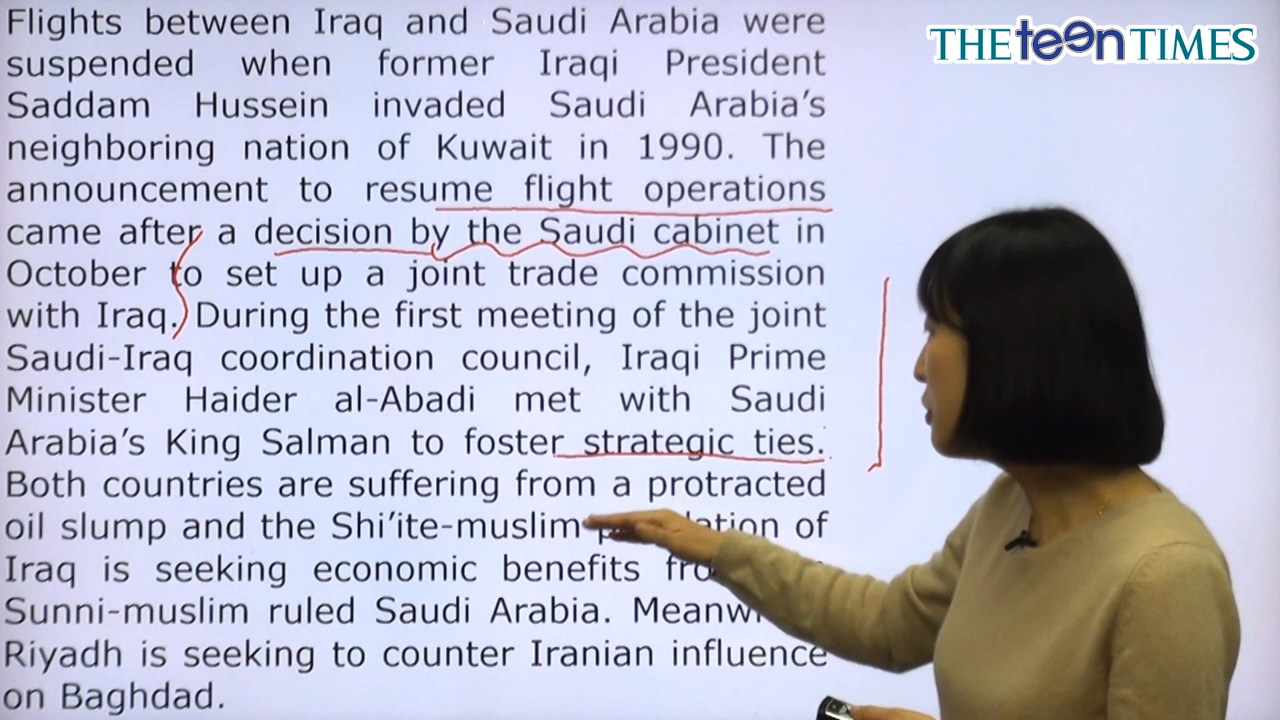 Flights between Iraq and Saudi Arabia were
suspended when former Iraqi President
Saddam Hussein invaded Saudi Arabia’s
neighboring nation of Kuwait in 1990. The
announcement to resume flight operations
came after a decision by the Saudi cabinet in
October to set up a joint trade commission
with Iraq. During the first meeting of the joint
Saudi-Iraq coordination council, Iraqi Prime
Minister Haider al-Abadi met with Saudi
Arabia’s King Salman to foster strategic ties.
Both countries are suffering from a protracted
oil slump and the Shi’ite-muslim of
Iraq is seeking economic benefits
Sunni-muslim ruled Saudi Arabia.
Riyadh is seeking to counter Iranian influence
on Baghdad.
THE teen TIMES